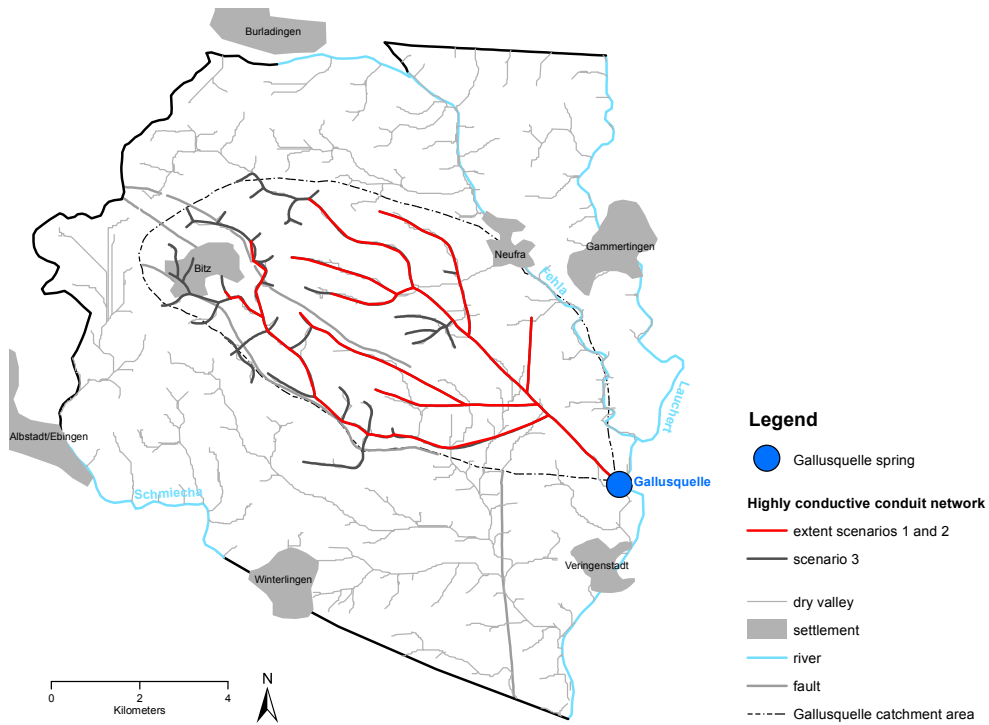 Burladingen
Neufra
Gammertingen
Bitz
Fehla
Lauchert
Albstadt/Ebingen
Schmiecha
Gallusquelle
Winterlingen
Veringenstadt
0 2 4
Kilometers
N
Legend
Gallusquelle spring
Highly conductive conduit network
extent scenarios 1 and 2
scenario 3
dry valley
settlement
river
fault
Gallusquelle catchment area